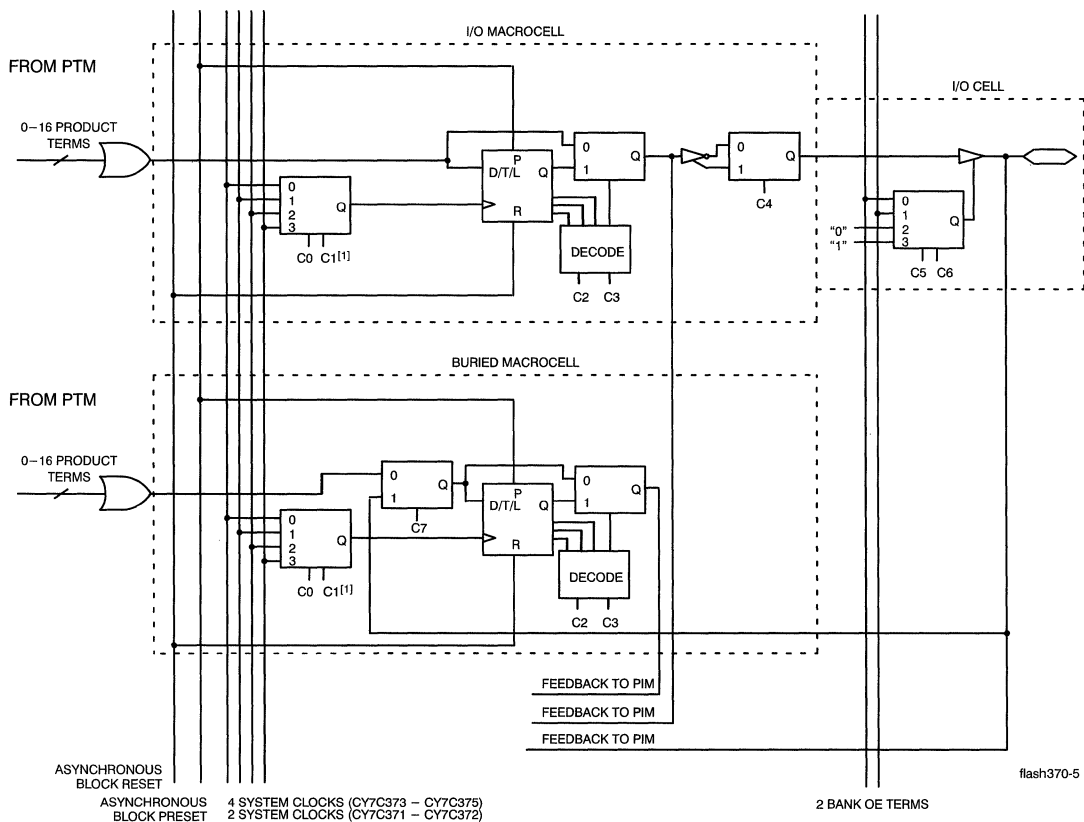 I/O MACROCELL
FROM PTM
I/O CELL
0–16 PRODUCT
TERMS
P
D/T/L Q
R
0
1
Q
0
1
Q
C4
0
1
2
3
Q
C0 C1[1]
DECODE
C2 C3
"0"
"1"
0
1
2
3
Q
C5 C6
BURIED MACROCELL
FROM PTM
0–16 PRODUCT
TERMS
0
1
Q
C7
P
D/T/L Q
R
0
1
Q
0
1
2
3
Q
C0 C1[1]
DECODE
C2 C3
FEEDBACK TO PIM
FEEDBACK TO PIM
FEEDBACK TO PIM
ASYNCHRONOUS
BLOCK RESET
flash370-5
ASYNCHRONOUS
BLOCK PRESET
4 SYSTEM CLOCKS (CY7C373 – CY7C375)
2 SYSTEM CLOCKS (CY7C371 – CY7C372)
2 BANK OE TERMS